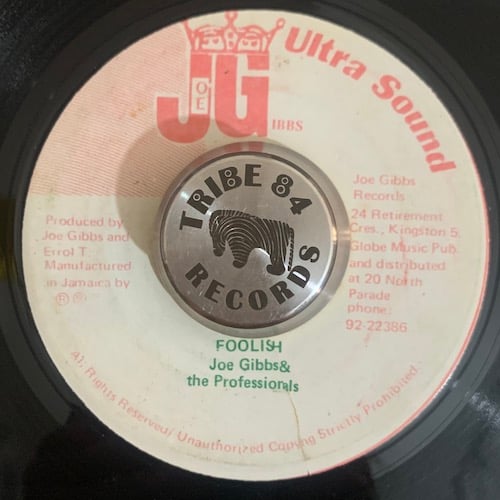 JOE GIBBS
Ultra Sound
TRIBE 84
RECORDS
Produced by
Joe Gibbs and
Errol T
Manufactured
in Jamaica by
Joe Gibbs
Records
24 Retirement
Cres., Kingston 5,
Globe Music Pub.
and distributed
at 20 North
Parade
phone:
92-22386
FOOLISH
Joe Gibbs&
the Professionals
All Rights Reserved/ Unauthorized Copying Strictly Prohibited.